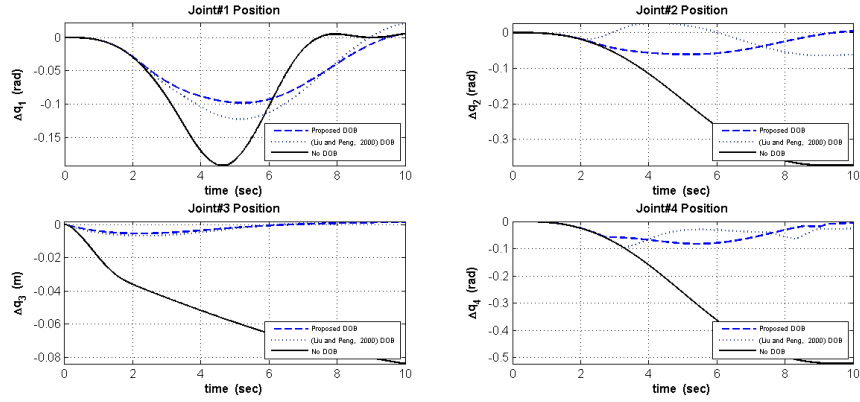 Joint#1 Position
0
-0.05
-0.1
-0.15
Δq1 (rad)
0 2 4 6 8 10
time (sec)
Proposed DOB
(Liu and Peng, 2000) DOB
No DOB
Joint#2 Position
0
-0.1
-0.2
-0.3
Δq2 (rad)
0 2 4 6 8 10
time (sec)
Proposed DOB
(Liu and Peng, 2000) DOB
No DOB
Joint#3 Position
0
-0.02
-0.04
-0.06
-0.08
Δq3 (m)
0 2 4 6 8 10
time (sec)
Proposed DOB
(Liu and Peng, 2000) DOB
No DOB
Joint#4 Position
0
-0.1
-0.2
-0.3
-0.4
-0.5
Δq4 (rad)
0 2 4 6 8 10
time (sec)
Proposed DOB
(Liu and Peng, 2000) DOB
No DOB